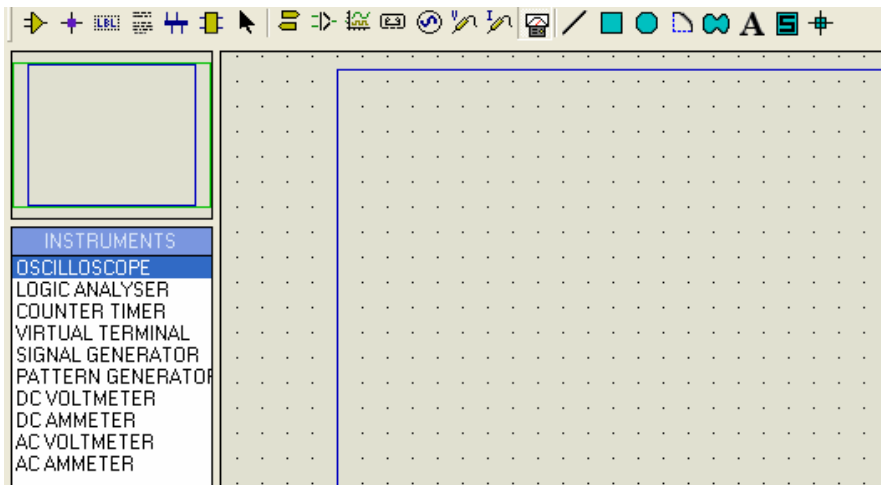 LBL
A
S
INSTRUMENTS
OSCILLOSCOPE
LOGIC ANALYSER
COUNTER TIMER
VIRTUAL TERMINAL
SIGNAL GENERATOR
PATTERN GENERATOR
DC VOLTMETER
DC AMMETER
AC VOLTMETER
AC AMMETER